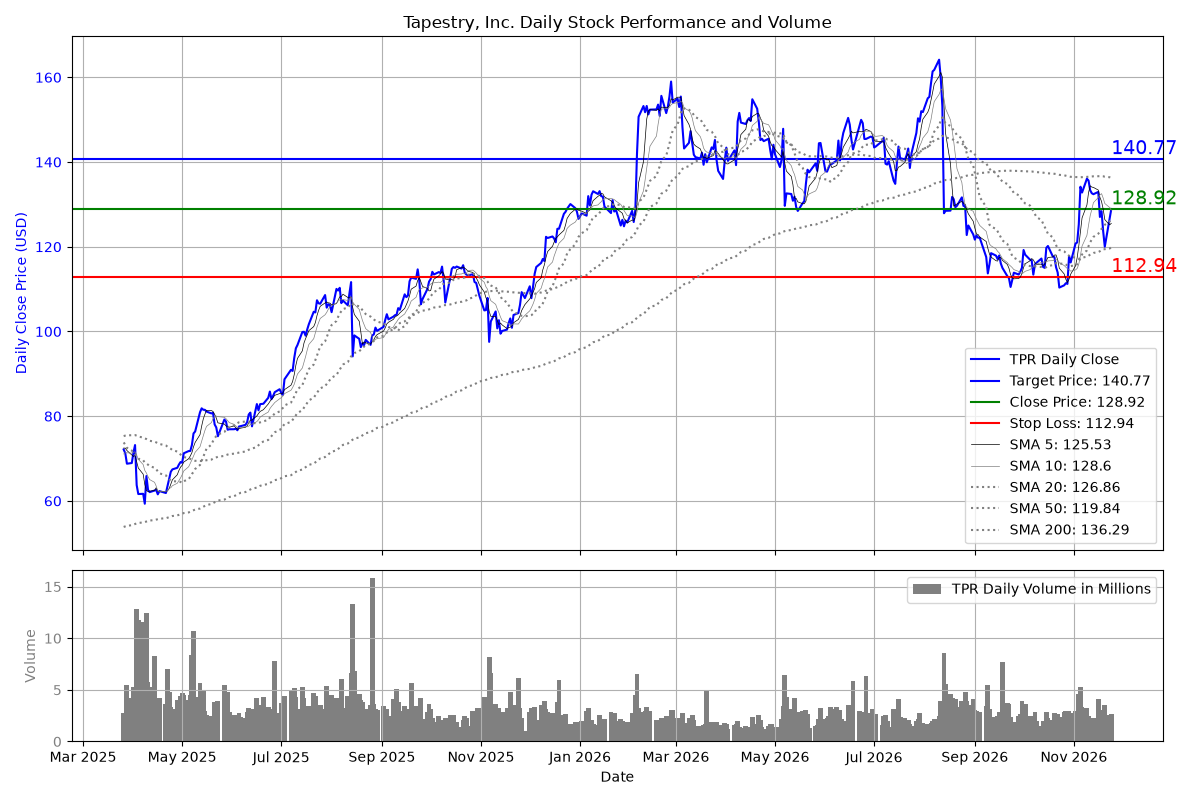 Tapestry, Inc. Daily Stock Performance and Volume
Daily Close Price (USD)
160
140
120
100
80
60
140.77
128.92
112.94
TPR Daily Close
Target Price: 140.77
Close Price: 128.92
Stop Loss: 112.94
SMA 5: 125.53
SMA 10: 128.6
SMA 20: 126.86
SMA 50: 119.84
SMA 200: 136.29
Volume
15
10
5
0
TPR Daily Volume in Millions
Mar 2025 May 2025 Jul 2025 Sep 2025 Nov 2025 Jan 2026 Mar 2026 May 2026 Jul 2026 Sep 2026 Nov 2026
Date